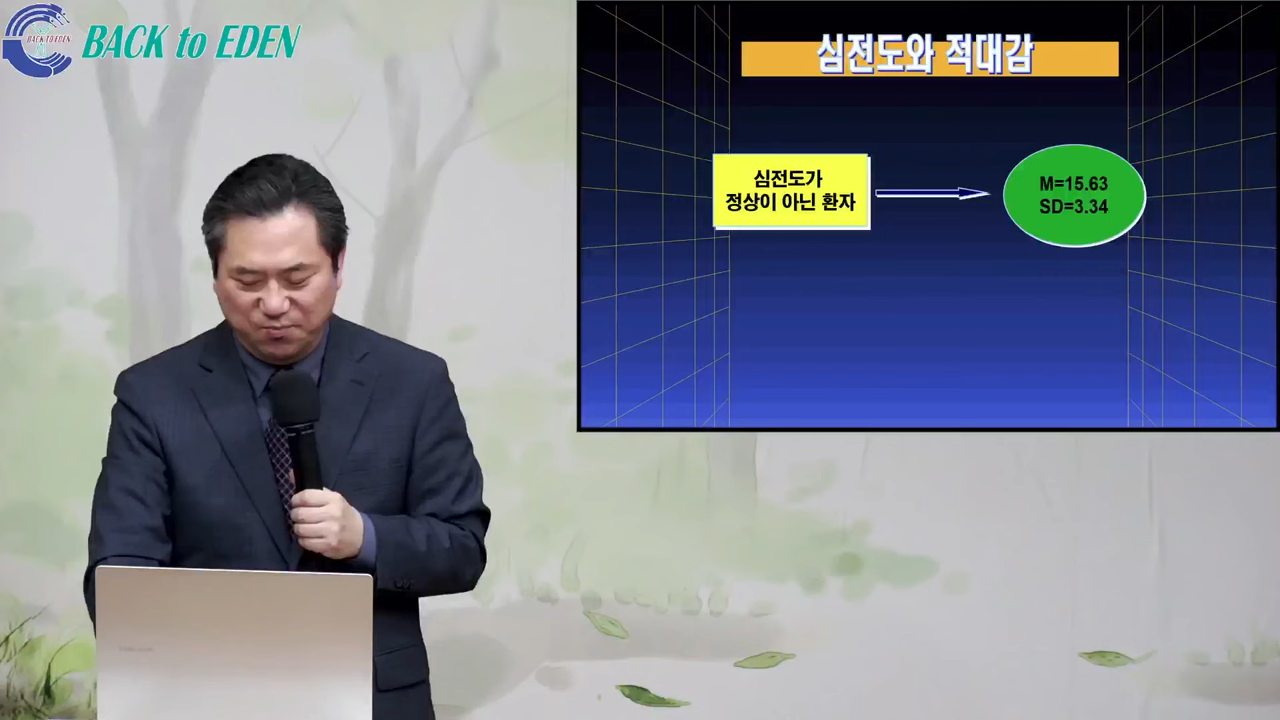 BACK TO EDEN
BACK to EDEN
심전도와 적대감
심전도가
정상이 아닌 환자
M=15.63
SD=3.34